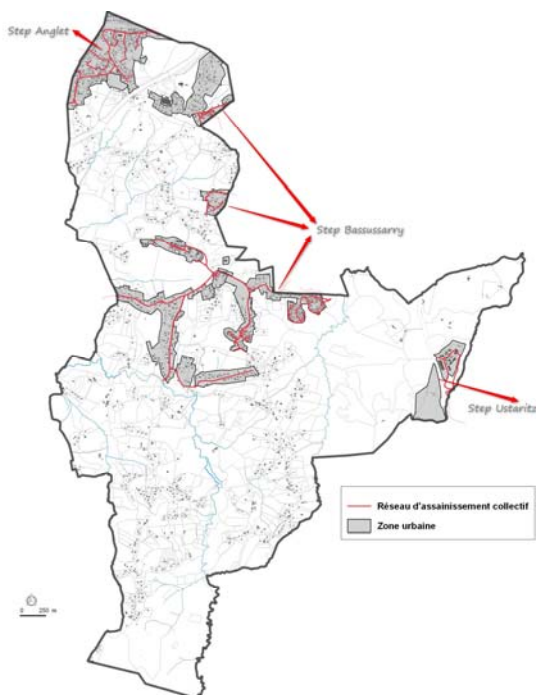 Step Anglet
Step Bassussarry
Step Ustaritz
Réseau d'assainissement collectif
Zone urbaine
0 250 m